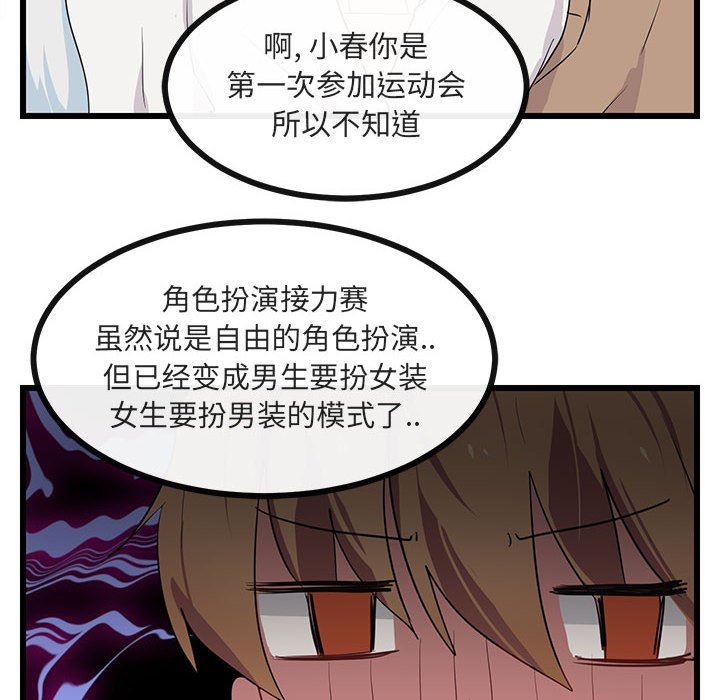 啊, 小春你是
第一次参加运动会
所以不知道
角色扮演接力赛
虽然说是自由的角色扮演..
但已经变成男生要扮女装
女生要扮男装的模式了..